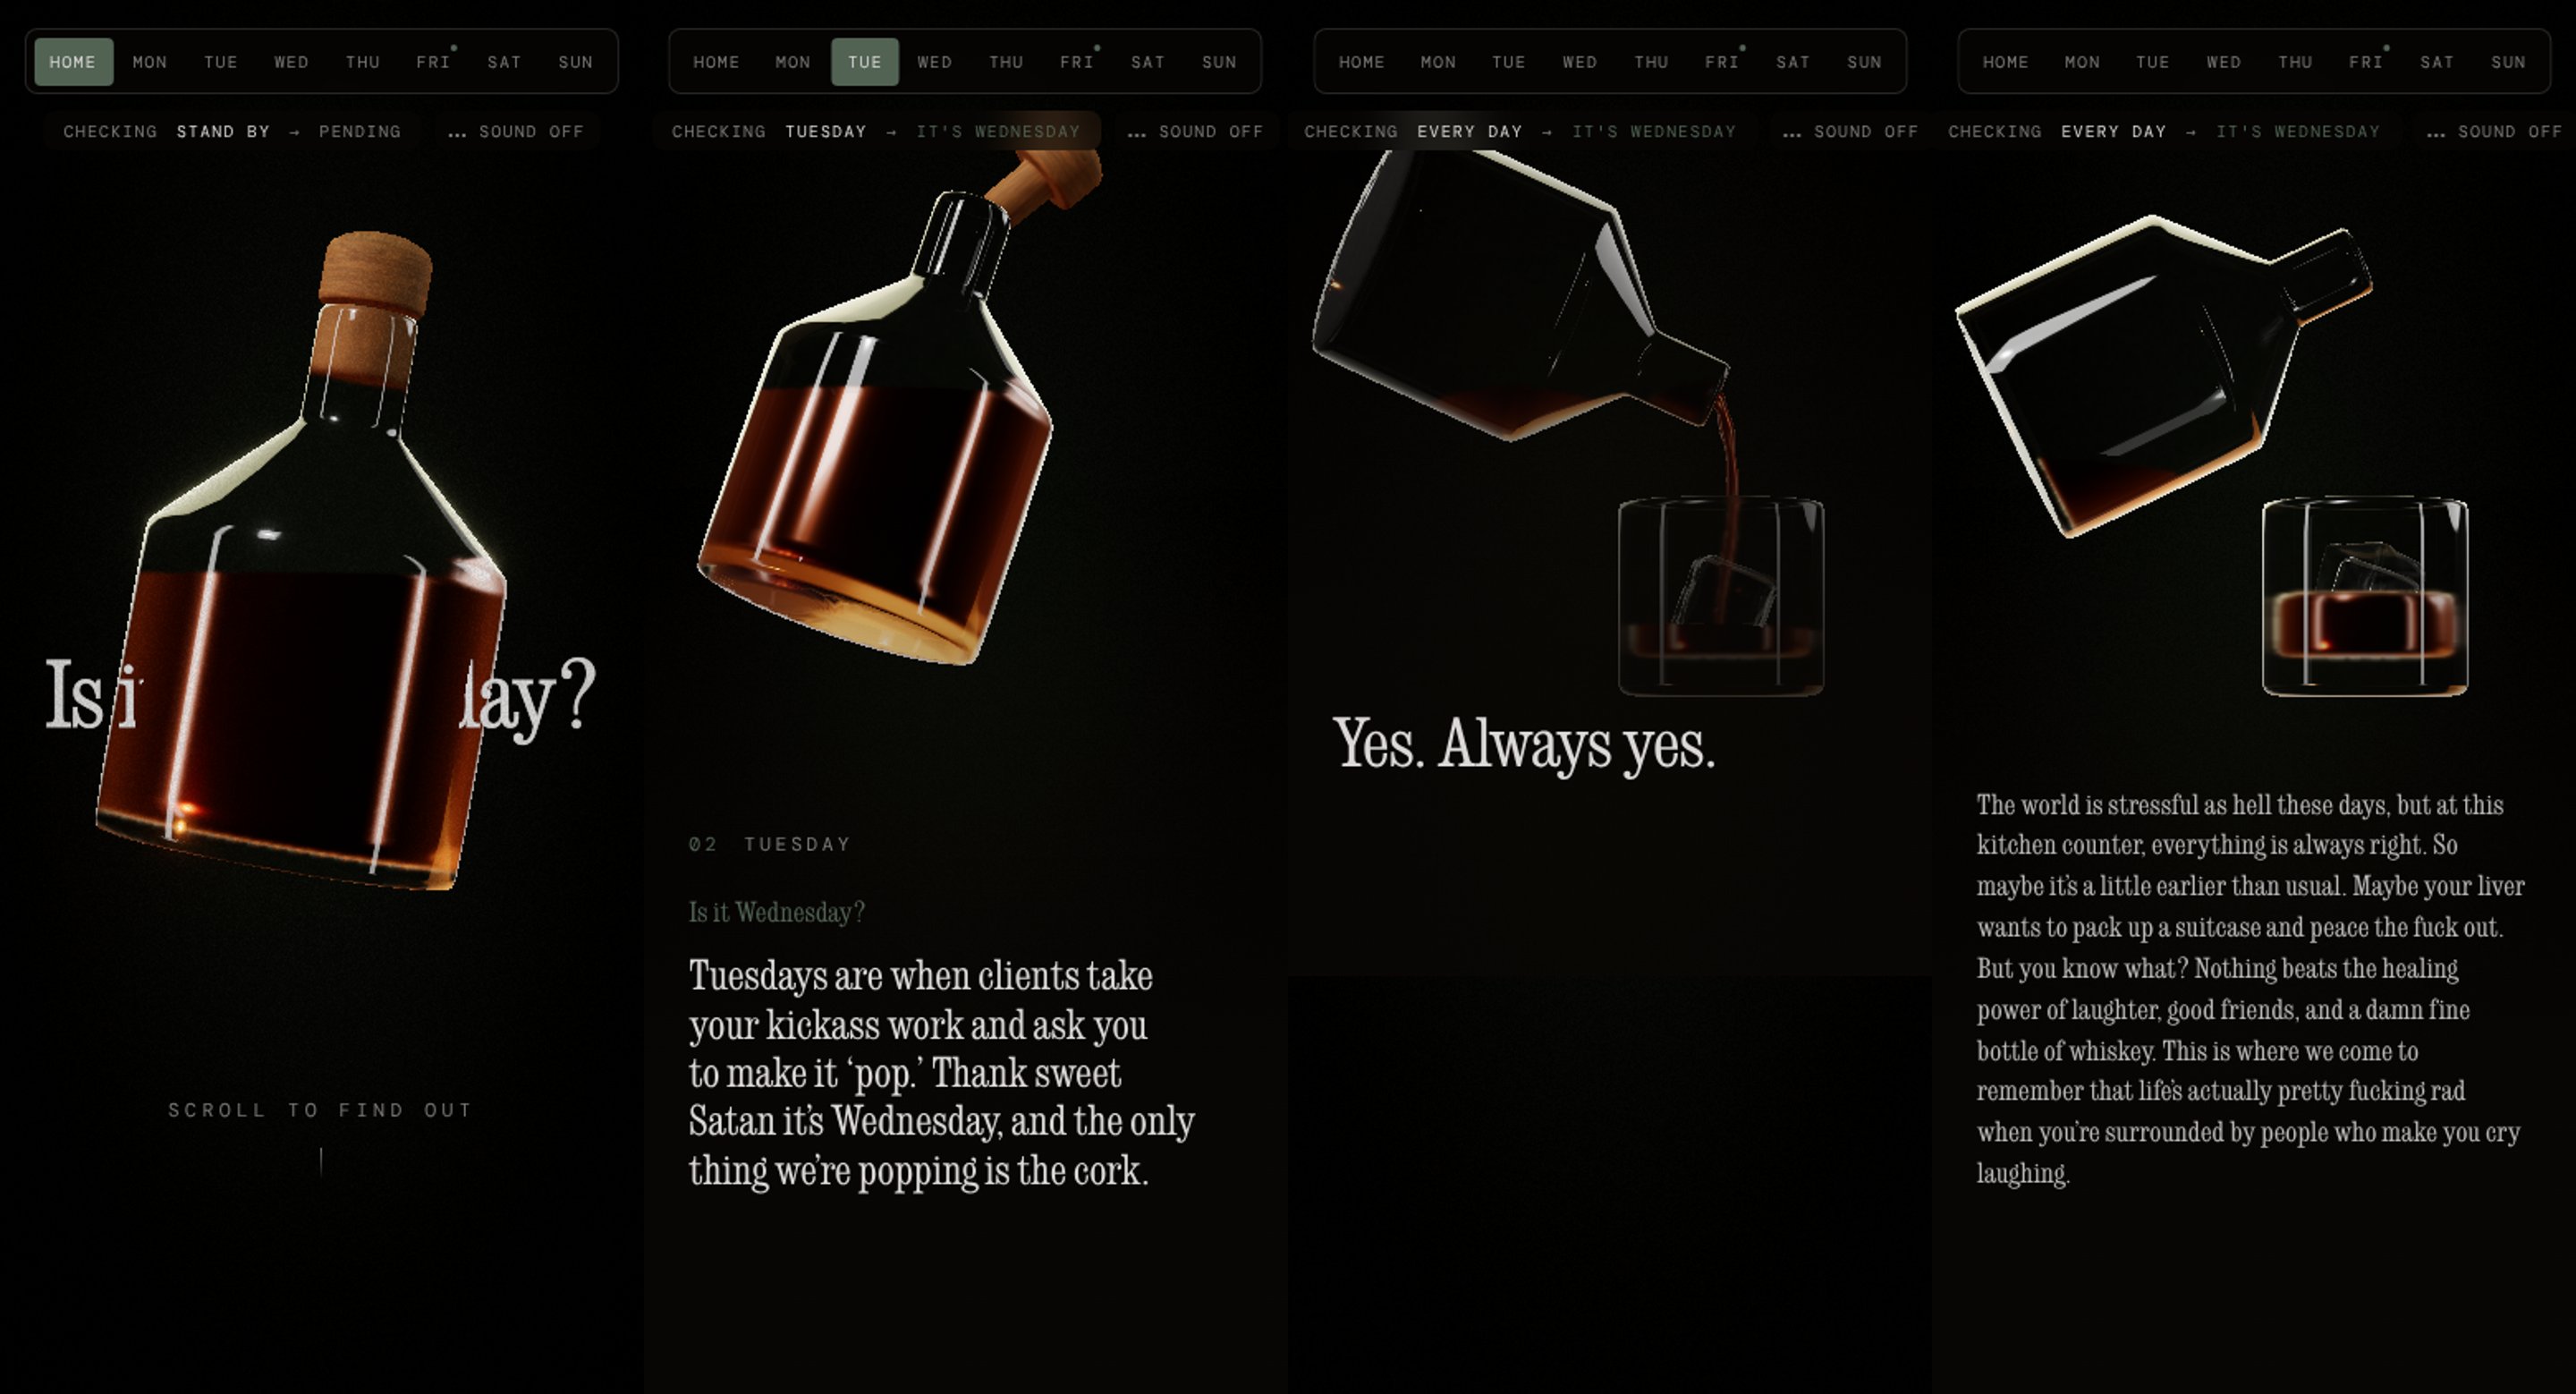 HOME MON TUE WED THU FRI SAT SUN
CHECKING STAND BY → PENDING ... SOUND OFF
Is i
lay?
SCROLL TO FIND OUT
HOME MON TUE WED THU FRI SAT SUN
CHECKING TUESDAY → IT'S WEDNESDAY ... SOUND OFF
02 TUESDAY
Is it Wednesday?
Tuesdays are when clients take
your kickass work and ask you
to make it ‘pop.’ Thank sweet
Satan it’s Wednesday, and the only
thing we’re popping is the cork.
HOME MON TUE WED THU FRI SAT SUN
CHECKING EVERY DAY → IT'S WEDNESDAY ... SOUND OFF
Yes. Always yes.
HOME MON TUE WED THU FRI SAT SUN
CHECKING EVERY DAY → IT'S WEDNESDAY ... SOUND OFF
The world is stressful as hell these days, but at this
kitchen counter, everything is always right. So
maybe it’s a little earlier than usual. Maybe your liver
wants to pack up a suitcase and peace the fuck out.
But you know what? Nothing beats the healing
power of laughter, good friends, and a damn fine
bottle of whiskey. This is where we come to
remember that life’s actually pretty fucking rad
when you’re surrounded by people who make you cry
laughing.